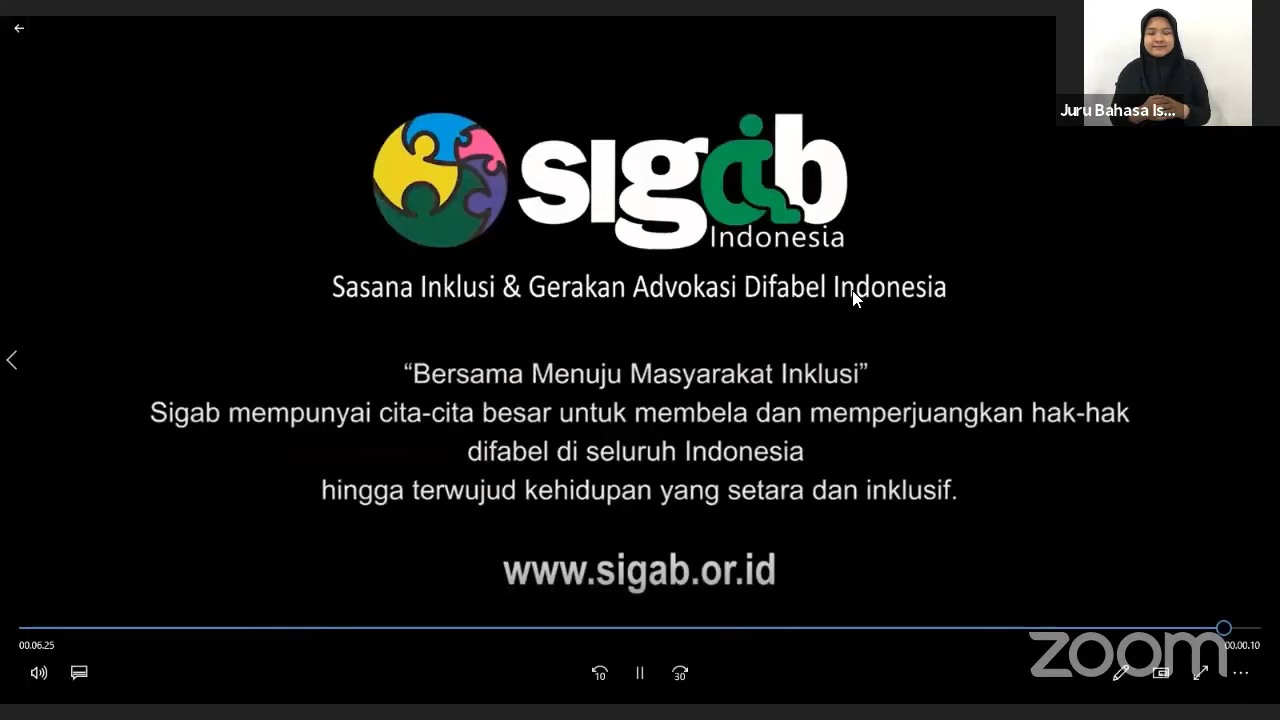 Juru Bahasa Is...
sigab
Indonesia
Sasana Inklusi & Gerakan Advokasi Difabel Indonesia
“Bersama Menuju Masyarakat Inklusi”
Sigab mempunyai cita-cita besar untuk membela dan memperjuangkan hak-hak
difabel di seluruh Indonesia
hingga terwujud kehidupan yang setara dan inklusif.
www.sigab.or.id
00.06.25
00.00.10
zoom
10
30